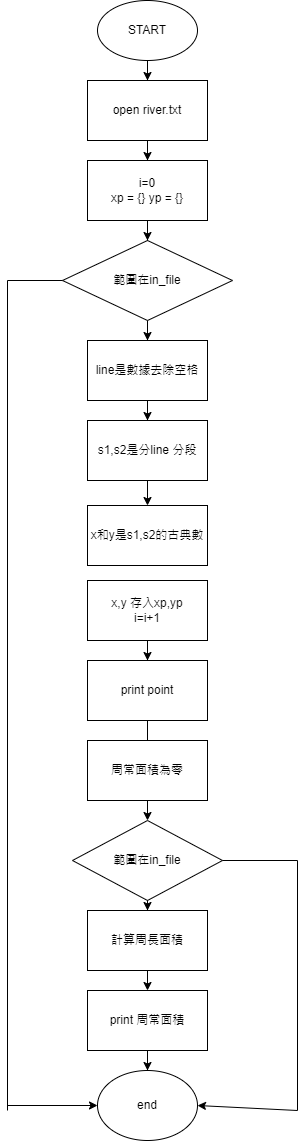 START
open river.txt
i=0
xp = {} yp = {}
範圍在in_file
line是數據去除空格
s1,s2是分line 分段
x和y是s1,s2的古典數
x,y 存入xp,yp
i=i+1
print point
周常面積為零
範圍在in_file
計算周長面積
print 周常面積
end